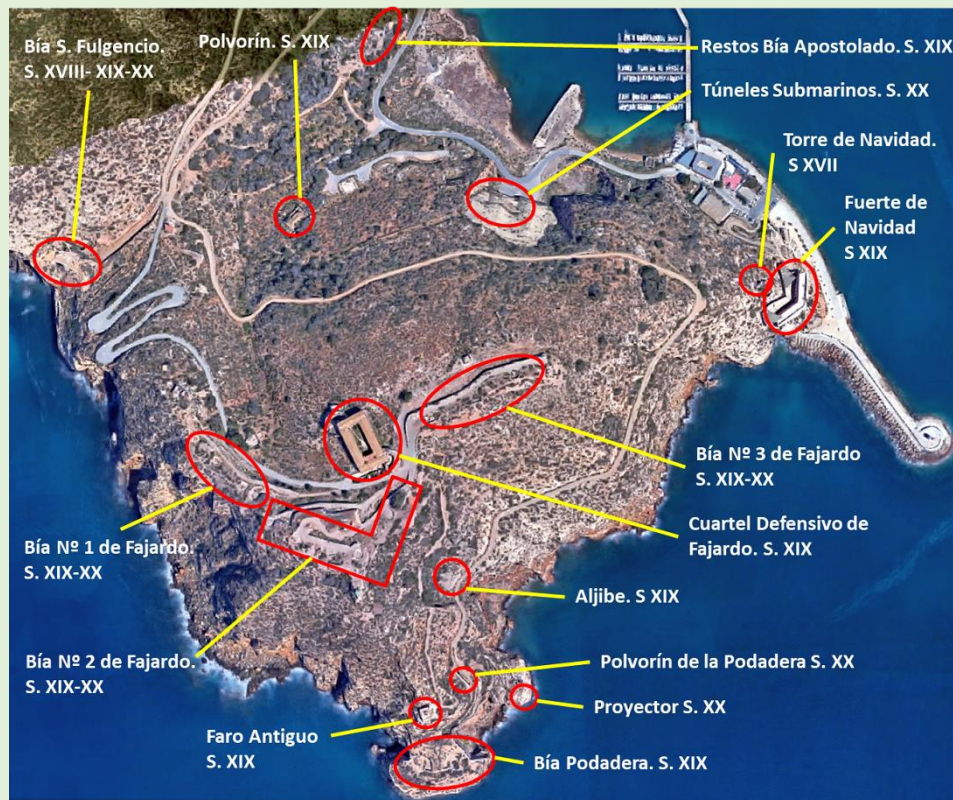 Bía S. Fulgencio.
S. XVIII- XIX-XX
Polvorín. S. XIX
Restos Bía Apostolado. S. XIX
Túneles Submarinos. S. XX
Torre de Navidad.
S XVII
Fuerte de
Navidad
S XIX
Bía Nº 3 de Fajardo
S. XIX-XX
Cuartel Defensivo de
Fajardo. S. XIX
Bía Nº 1 de Fajardo.
S. XIX-XX
Aljibe. S XIX
Bía Nº 2 de Fajardo.
S. XIX-XX
Polvorín de la Podadera S. XX
Proyector S. XX
Faro Antiguo
S. XIX
Bía Podadera. S. XIX